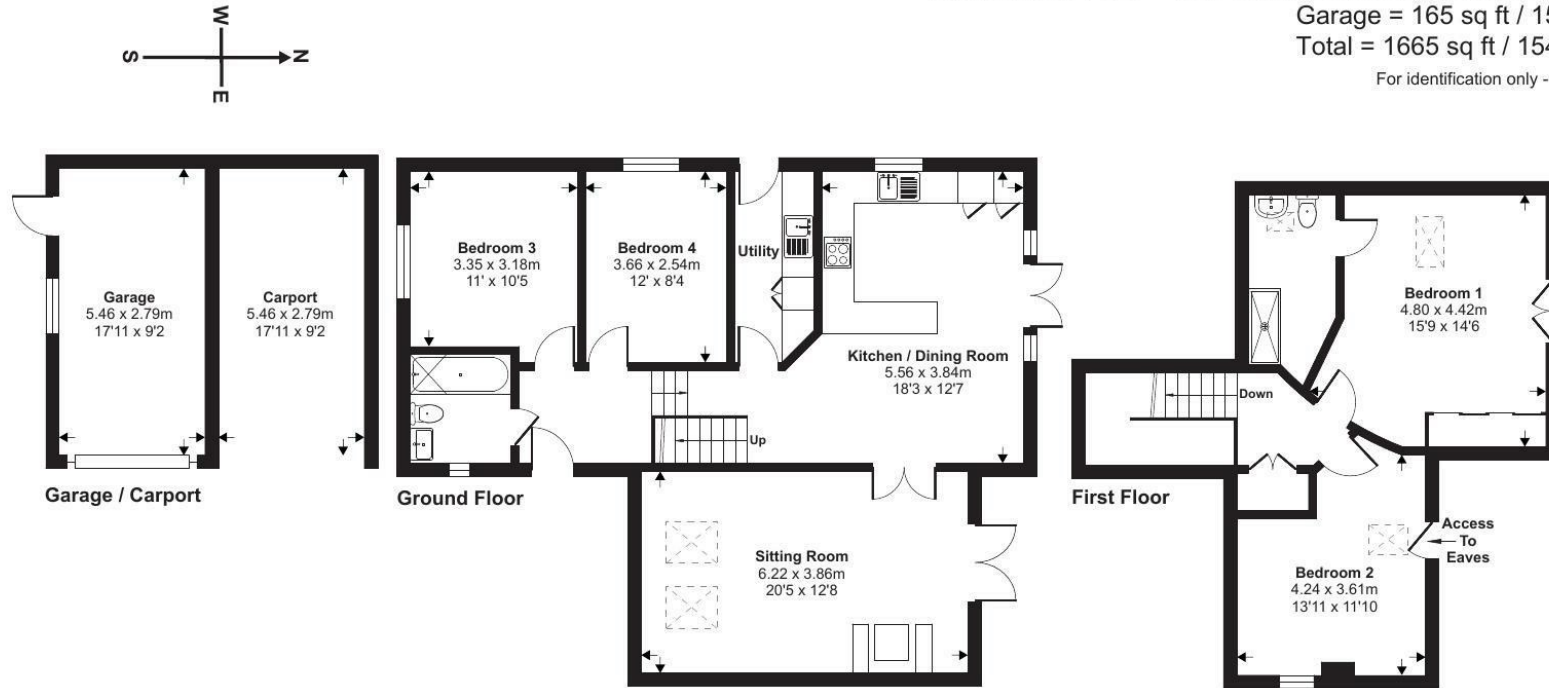 Garage = 165 sq ft / 15
Total = 1665 sq ft / 154
For identification only -
W
S
N
E
Garage
5.46 x 2.79m
17'11 x 9'2
Carport
5.46 x 2.79m
17'11 x 9'2
Garage / Carport
Bedroom 3
3.35 x 3.18m
11' x 10'5
Bedroom 4
3.66 x 2.54m
12' x 8'4
Utility
Kitchen / Dining Room
5.56 x 3.84m
18'3 x 12'7
Up
Ground Floor
Sitting Room
6.22 x 3.86m
20'5 x 12'8
Bedroom 1
4.80 x 4.42m
15'9 x 14'6
Down
First Floor
Access
To
Eaves
Bedroom 2
4.24 x 3.61m
13'11 x 11'10